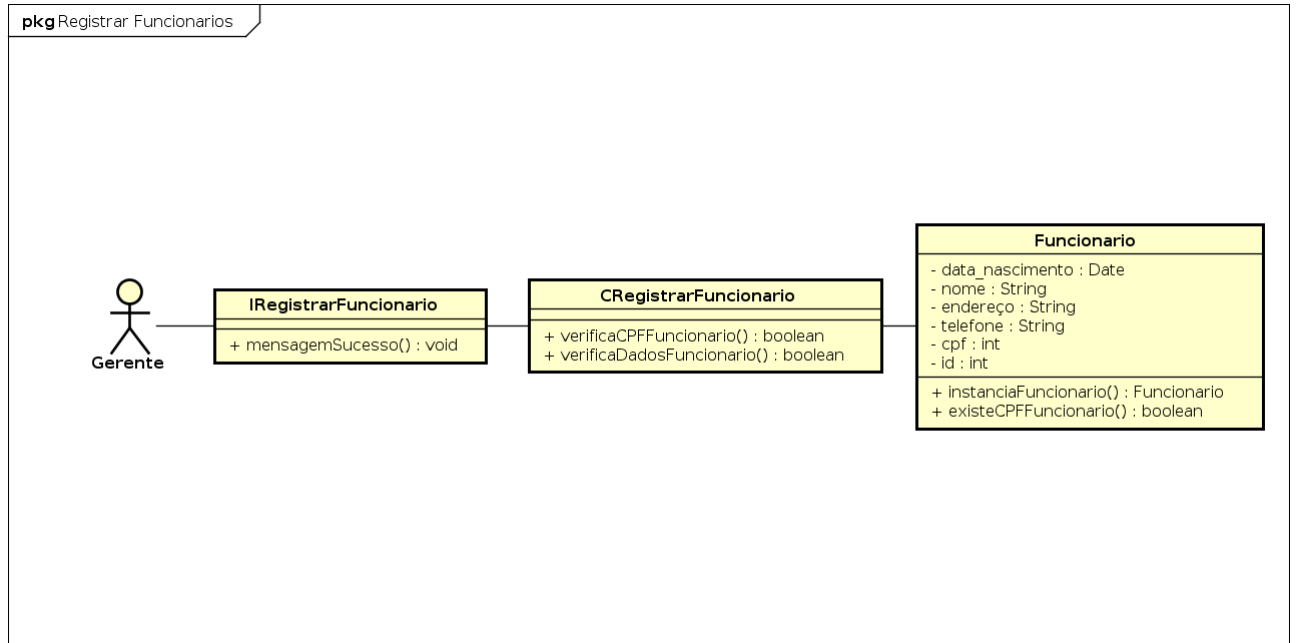 pkg Registrar Funcionarios
Gerente
IRegistrarFuncionario
+ mensagemSucesso() : void
CRegistrarFuncionario
+ verificaCPFFuncionario() : boolean
+ verificaDadosFuncionario() : boolean
Funcionario
- data_nascimento : Date
- nome : String
- endereço : String
- telefone : String
- cpf : int
- id : int
+ instanciaFuncionario() : Funcionario
+ existeCPFFuncionario() : boolean